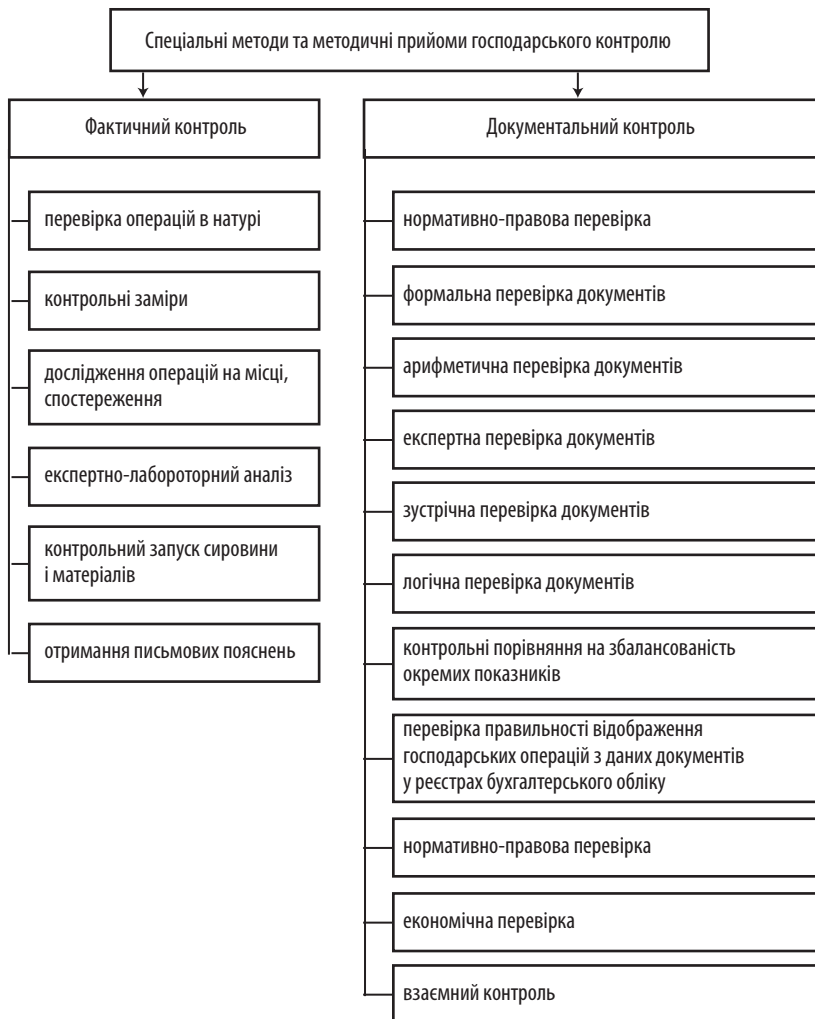 Спеціальні методи та методичні прийоми господарського контролю
Фактичний контроль
перевірка операцій в натурі
контрольні заміри
дослідження операцій на місці,
спостереження
експертно-лабороторний аналіз
контрольний запуск сировини
і матеріалів
отримання письмових пояснень
Документальний контроль
нормативно-правова перевірка
формальна перевірка документів
арифметична перевірка документів
експертна перевірка документів
зустрічна перевірка документів
логічна перевірка документів
контрольні порівняння на збалансованість
окремих показників
перевірка правильності відображення
господарських операцій з даних документів
у реєстрах бухгалтерського обліку
нормативно-правова перевірка
економічна перевірка
взаємний контроль